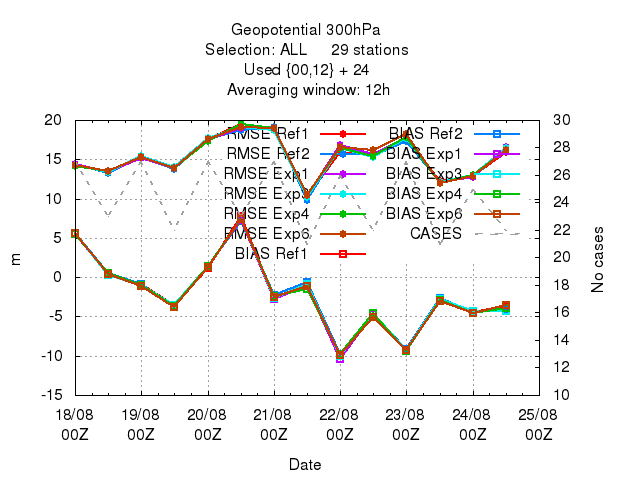 Geopotential 300hPa
Selection: ALL     29 stations
Used {00,12} + 24
Averaging window: 12h
20
15
10
5
0
-5
-10
-15
m
30
28
26
24
22
20
18
16
14
12
10
No cases
RMSE Ref1
RMSE Ref2
RMSE Exp1
RMSE Exp3
RMSE Exp4
RMSE Exp6
BIAS Ref1
BIAS Ref2
BIAS Exp1
BIAS Exp3
BIAS Exp4
BIAS Exp6
CASES
18/08 19/08 20/08 21/08 22/08 23/08 24/08 25/08
00Z 00Z 00Z 00Z 00Z 00Z 00Z 00Z
Date